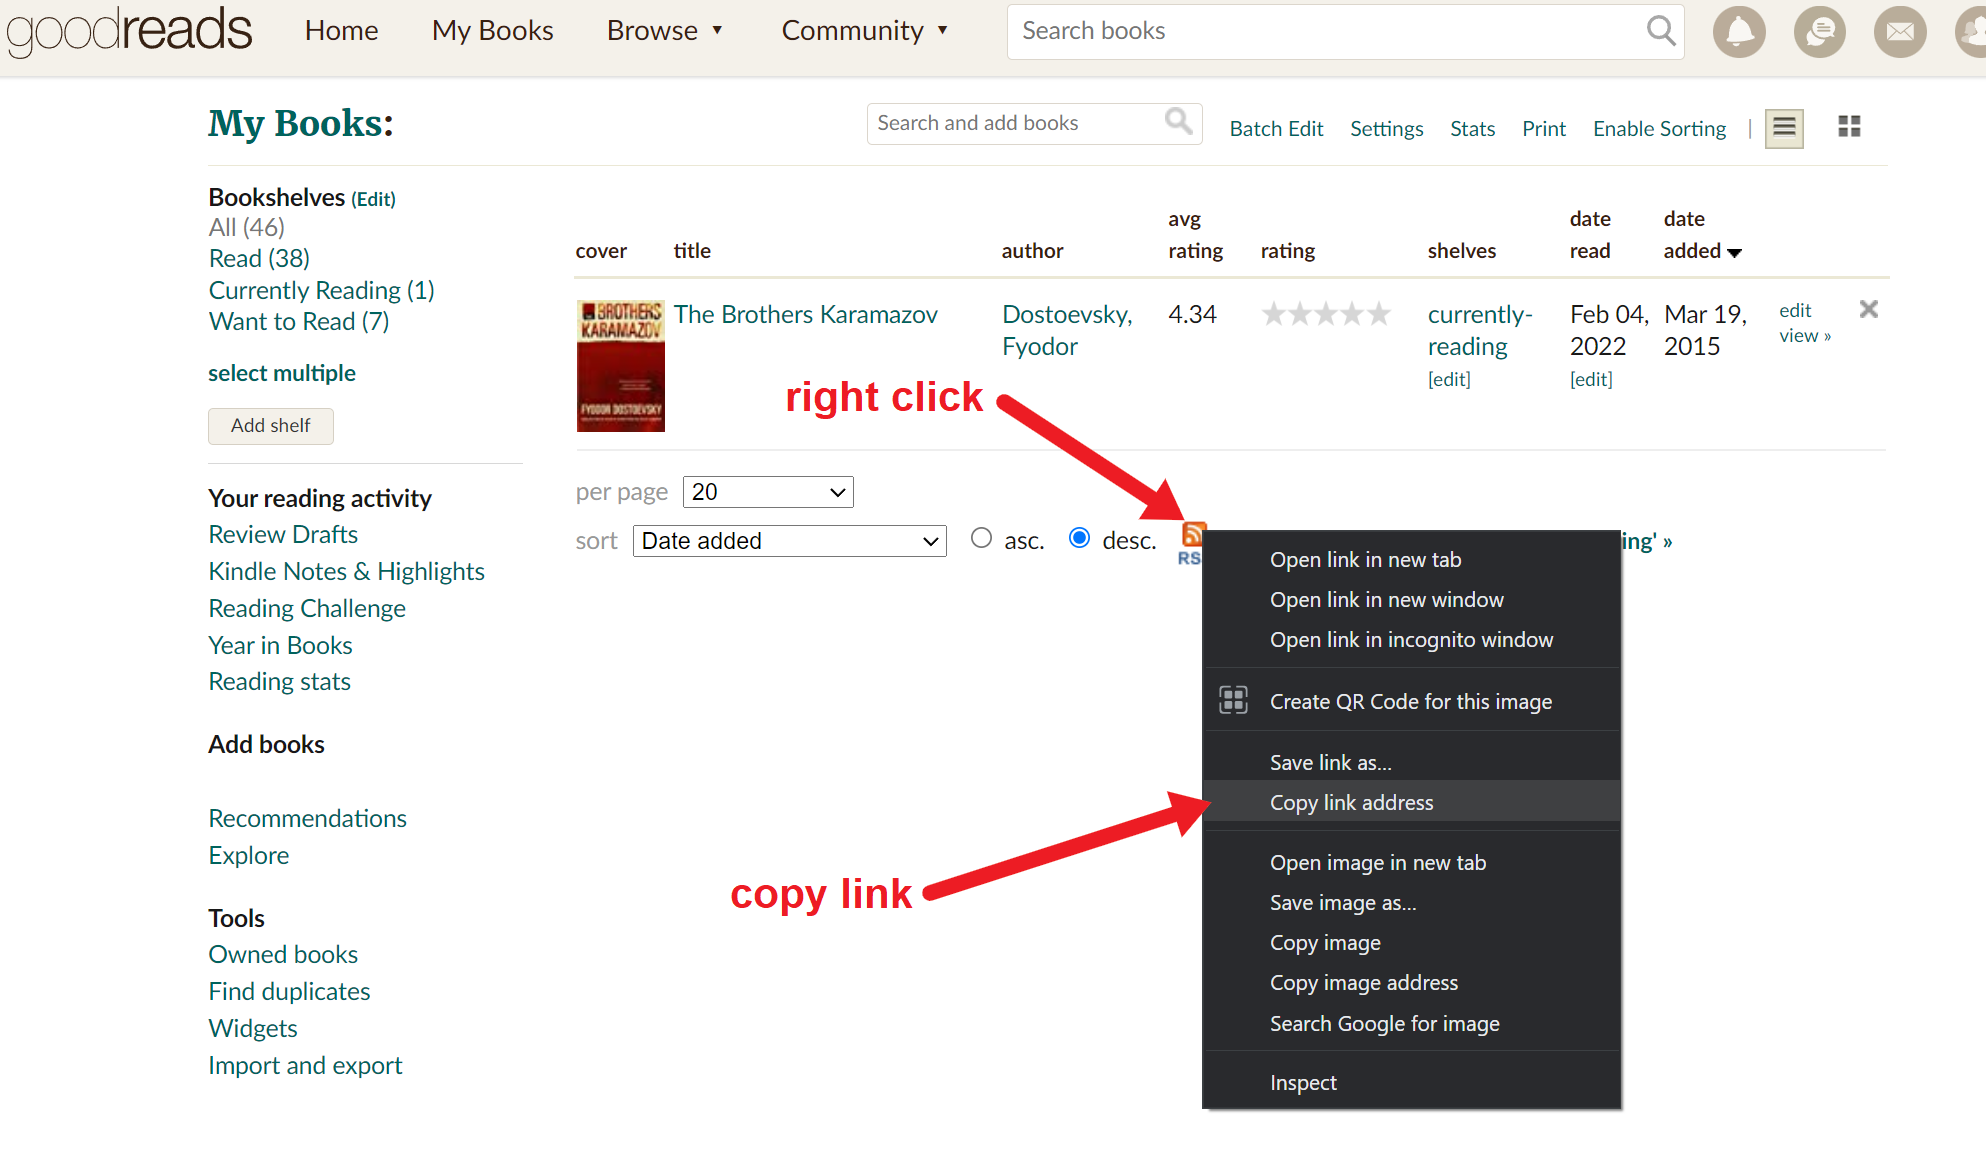 goodreads Home My Books Browse ▼ Community ▼ Search books
My Books: Search and add books Batch Edit Settings Stats Print Enable Sorting |
Bookshelves (Edit)
All (46)
Read (38)
Currently Reading (1)
Want to Read (7)
select multiple
Add shelf
Your reading activity
Review Drafts
Kindle Notes & Highlights
Reading Challenge
Year in Books
Reading stats
Add books
Recommendations
Explore
Tools
Owned books
Find duplicates
Widgets
Import and export
cover title author avg rating rating shelves date read date added
BROTHERS
KARAMAZOV
FYODOR DOSTOEVSKY
The Brothers Karamazov Dostoevsky, 4.34 currently- Feb 04, Mar 19, edit
Fyodor reading 2022 2015 view »
[edit] [edit]
right click
per page 20
sort Date added asc. desc. RS ing' »
Open link in new tab
Open link in new window
Open link in incognito window
Create QR Code for this image
Save link as...
Copy link address
copy link
Open image in new tab
Save image as...
Copy image
Copy image address
Search Google for image
Inspect